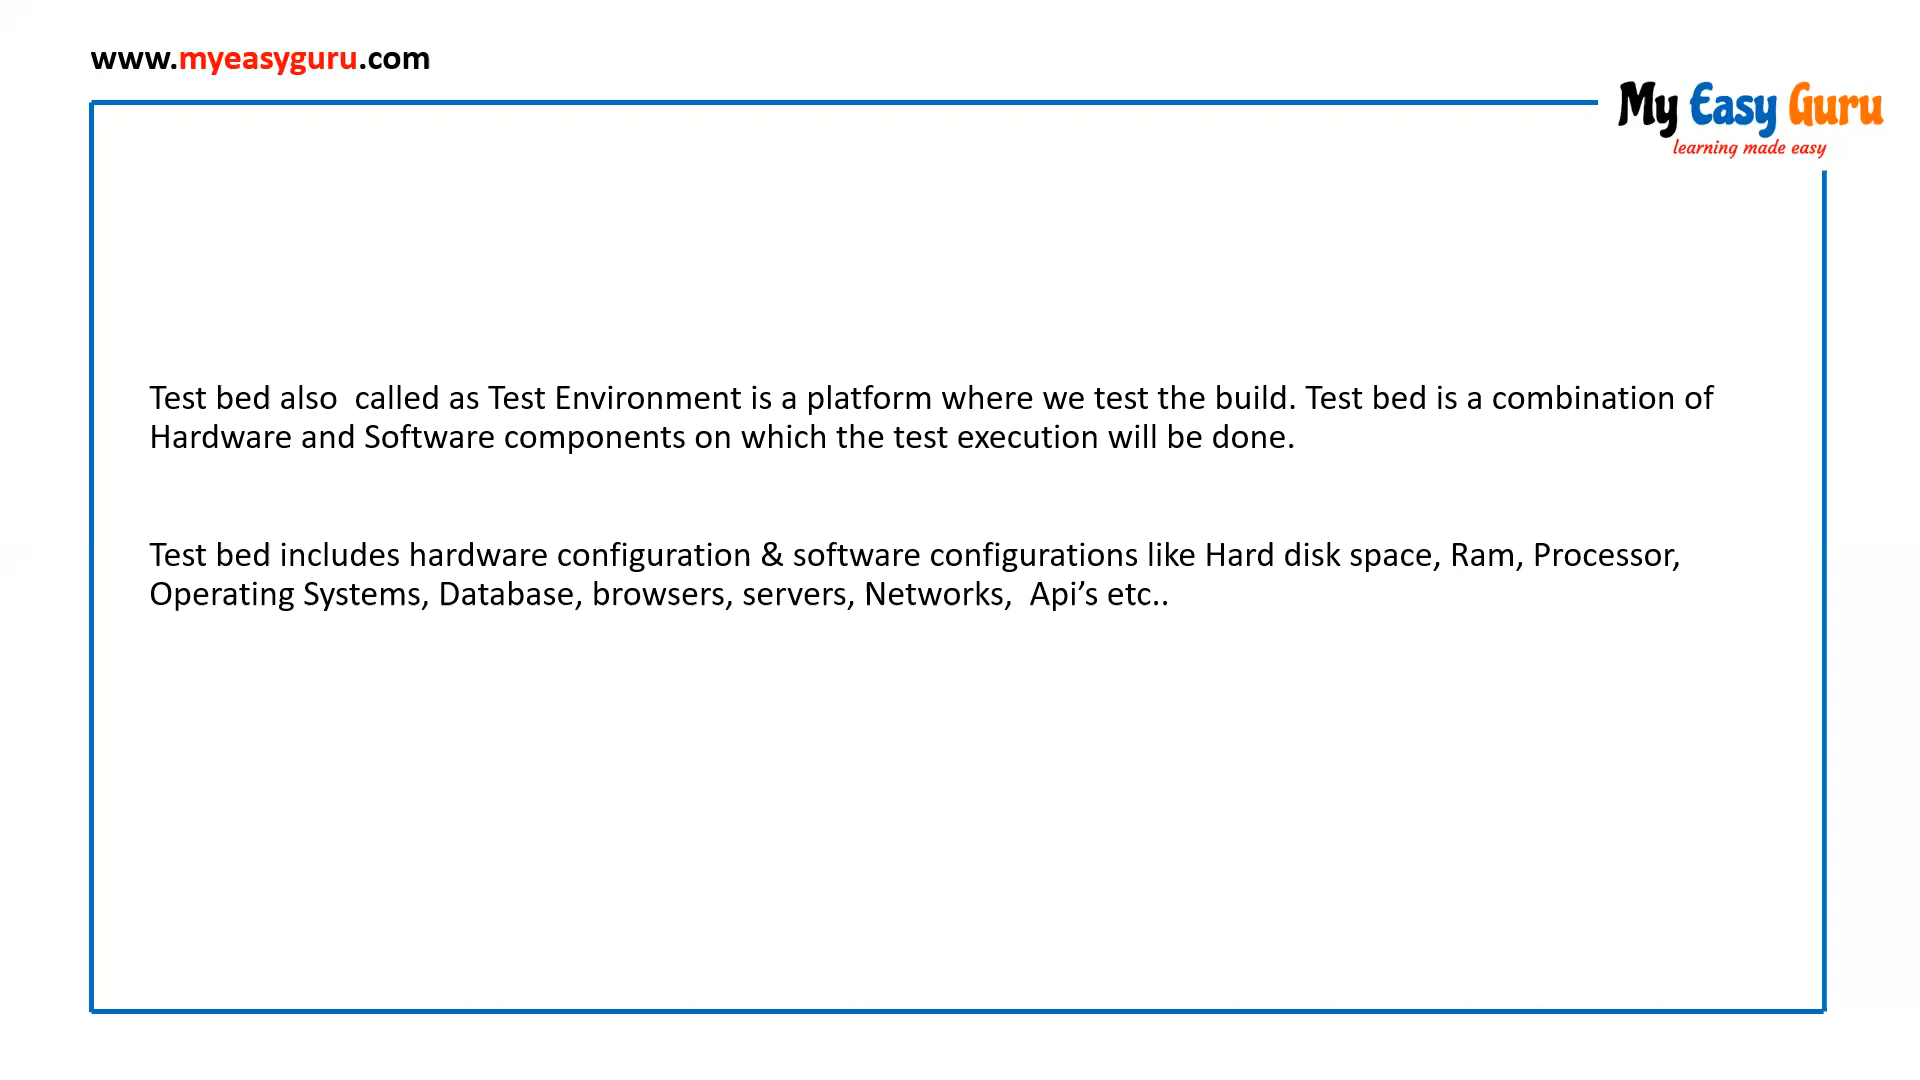 www.myeasyguru.com
My Easy Guru
learning made easy
Test bed also  called as Test Environment is a platform where we test the build. Test bed is a combination of
Hardware and Software components on which the test execution will be done.
Test bed includes hardware configuration & software configurations like Hard disk space, Ram, Processor,
Operating Systems, Database, browsers, servers, Networks,  Api’s etc..